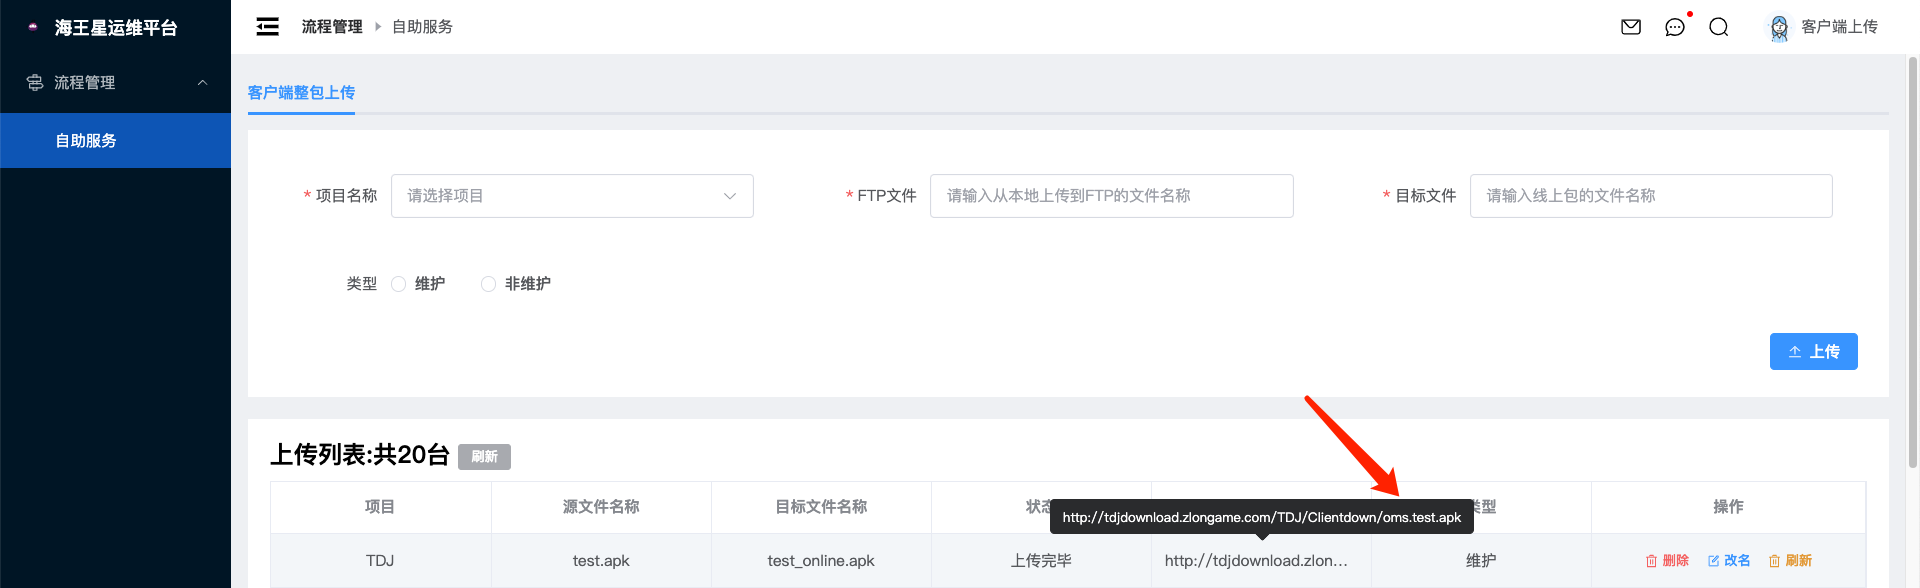 海王星运维平台
流程管理
自助服务
流程管理 自助服务
客户端上传
客户端整包上传
* 项目名称 请选择项目
* FTP文件 请输入从本地上传到FTP的文件名称
* 目标文件 请输入线上包的文件名称
类型 维护 非维护
上传
上传列表:共20台 刷新
项目 源文件名称 目标文件名称 状态 类型 操作
http://tdjdownload.zlongame.com/TDJ/Clientdown/oms.test.apk
TDJ test.apk test_online.apk 上传完毕 http://tdjdownload.zlon... 维护 删除 改名 刷新